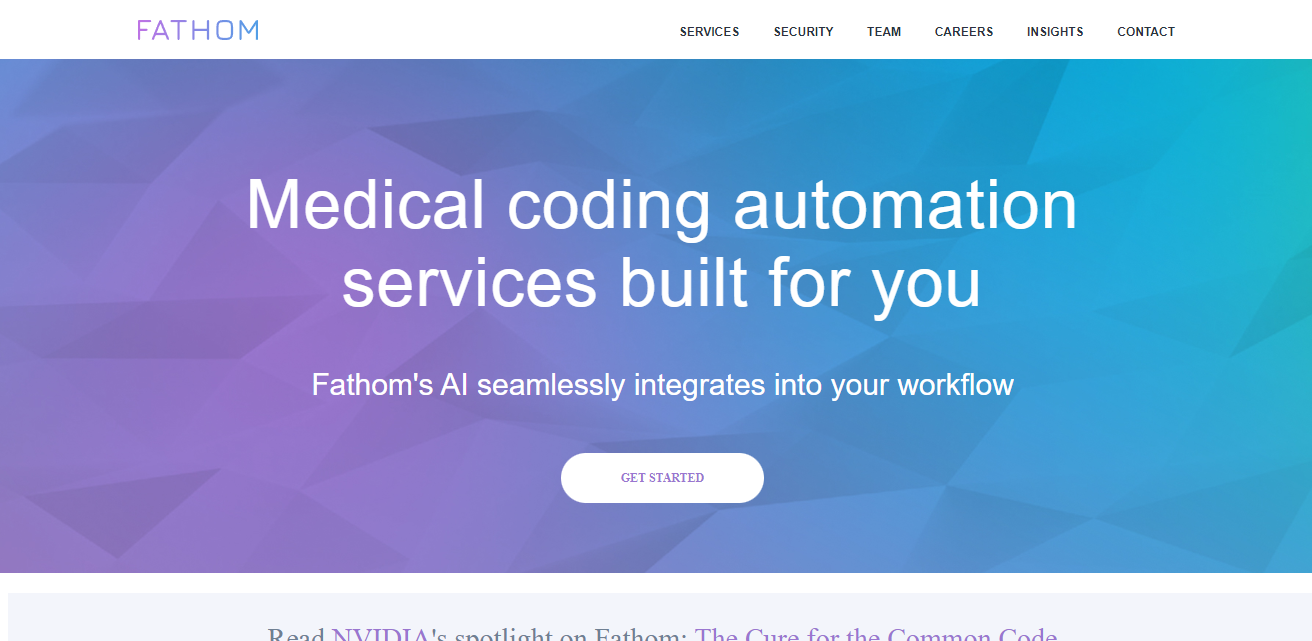 FATHOM
SERVICES SECURITY TEAM CAREERS INSIGHTS CONTACT
Medical coding automation
services built for you
Fathom's AI seamlessly integrates into your workflow
GET STARTED
Read NVIDIA's spotlight on Fathom: The Cure for the Common Code